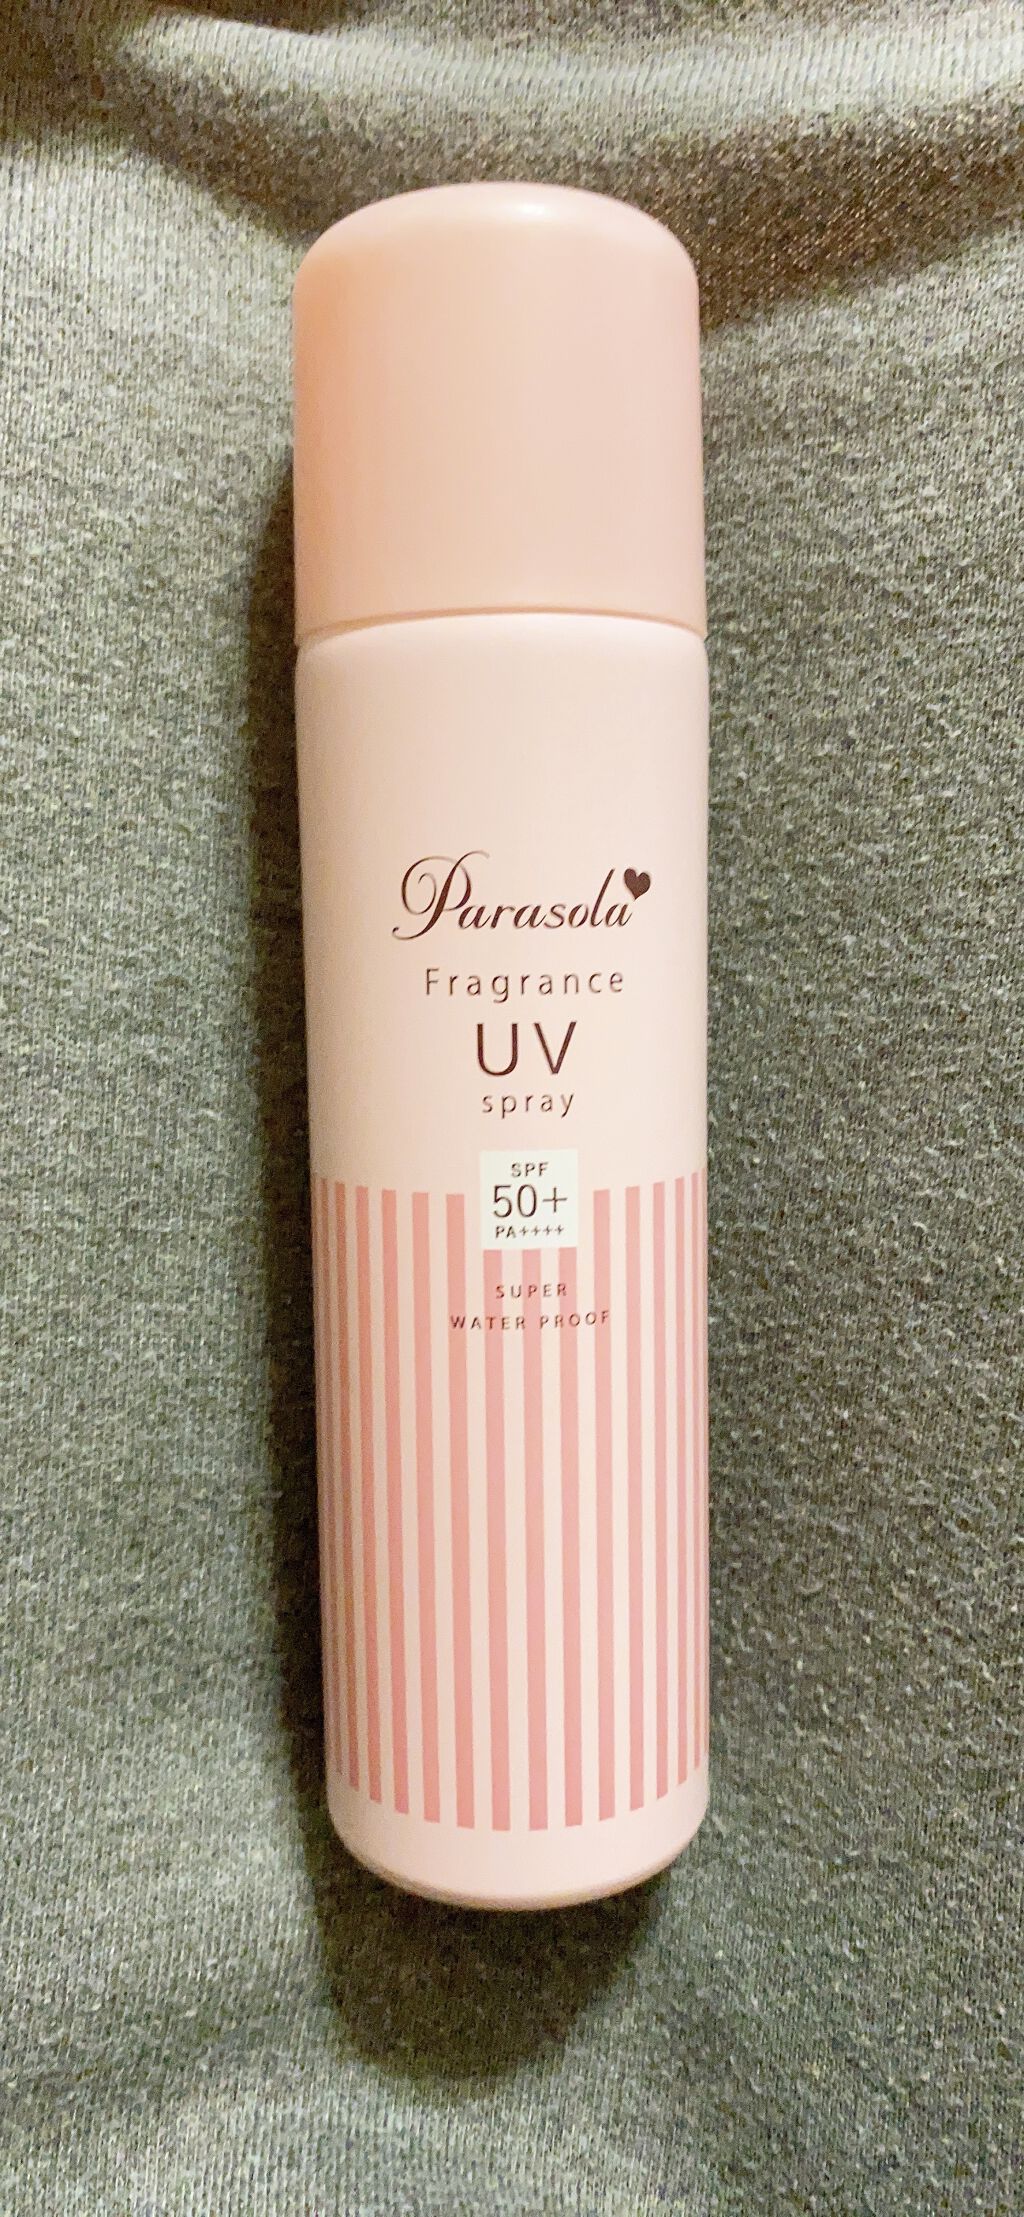 Parasola
Fragrance
UV
spray
SPF
50+
PA++++
SUPER
WATER PROOF